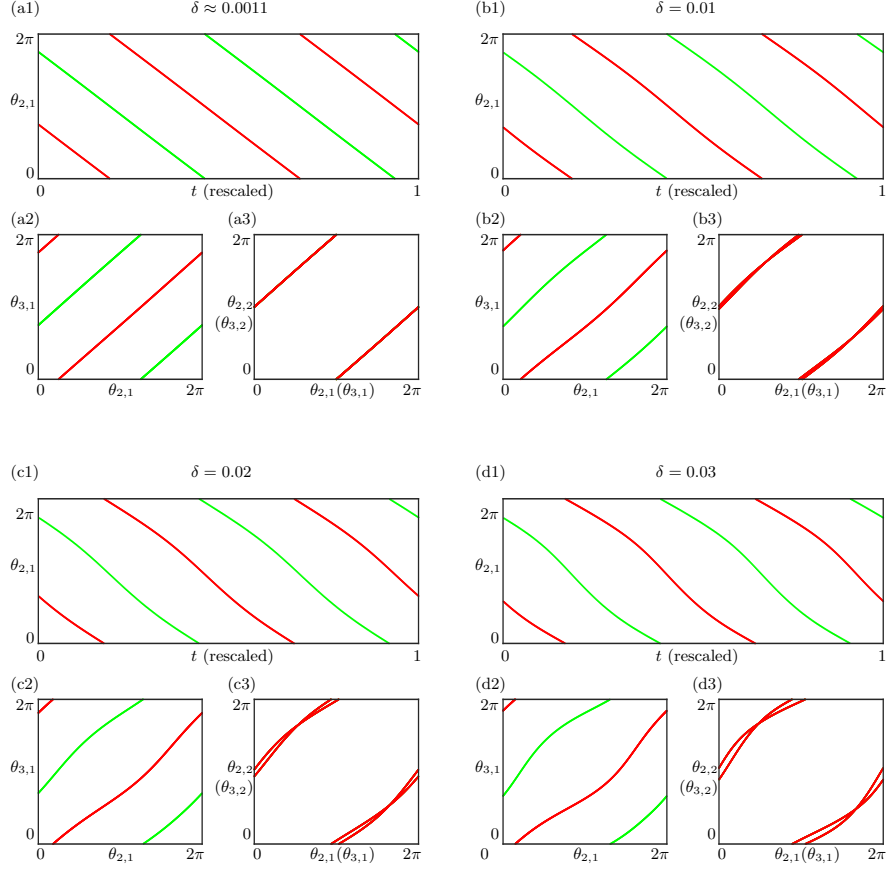 (a1) δ ≈ 0.0011
2π
θ2,1
0
0 t (rescaled) 1
(a2)
2π
θ3,1
0
0 θ2,1 2π
(a3)
2π
θ2,2
(θ3,2)
0
0 θ2,1(θ3,1) 2π
(b1) δ = 0.01
2π
θ2,1
0
0 t (rescaled) 1
(b2)
2π
θ3,1
0
0 θ2,1 2π
(b3)
2π
θ2,2
(θ3,2)
0
0 θ2,1(θ3,1) 2π
(c1) δ = 0.02
2π
θ2,1
0
0 t (rescaled) 1
(c2)
2π
θ3,1
0
0 θ2,1 2π
(c3)
2π
θ2,2
(θ3,2)
0
0 θ2,1(θ3,1) 2π
(d1) δ = 0.03
2π
θ2,1
0
0 t (rescaled) 1
(d2)
2π
θ3,1
0
0 θ2,1 2π
(d3)
2π
θ2,2
(θ3,2)
0
0 θ2,1(θ3,1) 2π